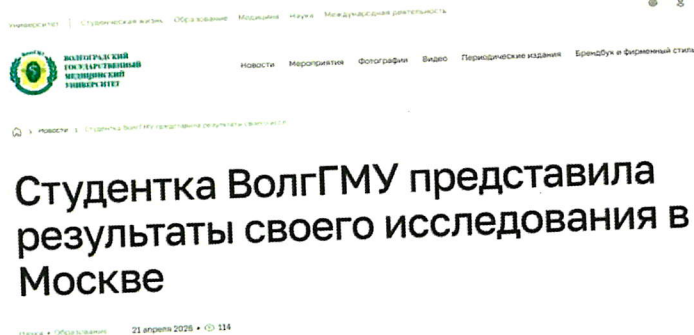 Университет Студенческая жизнь Образование Медицина Наука Международная деятельность
ВОЛГОГРАДСКИЙ
ГОСУДАРСТВЕННЫЙ
МЕДИЦИНСКИЙ
УНИВЕРСИТЕТ
Новости Мероприятия Фотографии Видео Периодические издания Брендбук и фирменный стиль
Новости > Студентка ВолгГМУ представила результаты своего иссле...
Студентка ВолгГМУ представила
результаты своего исследования в
Москве
Наука • Образование 21 апреля 2026 • 114